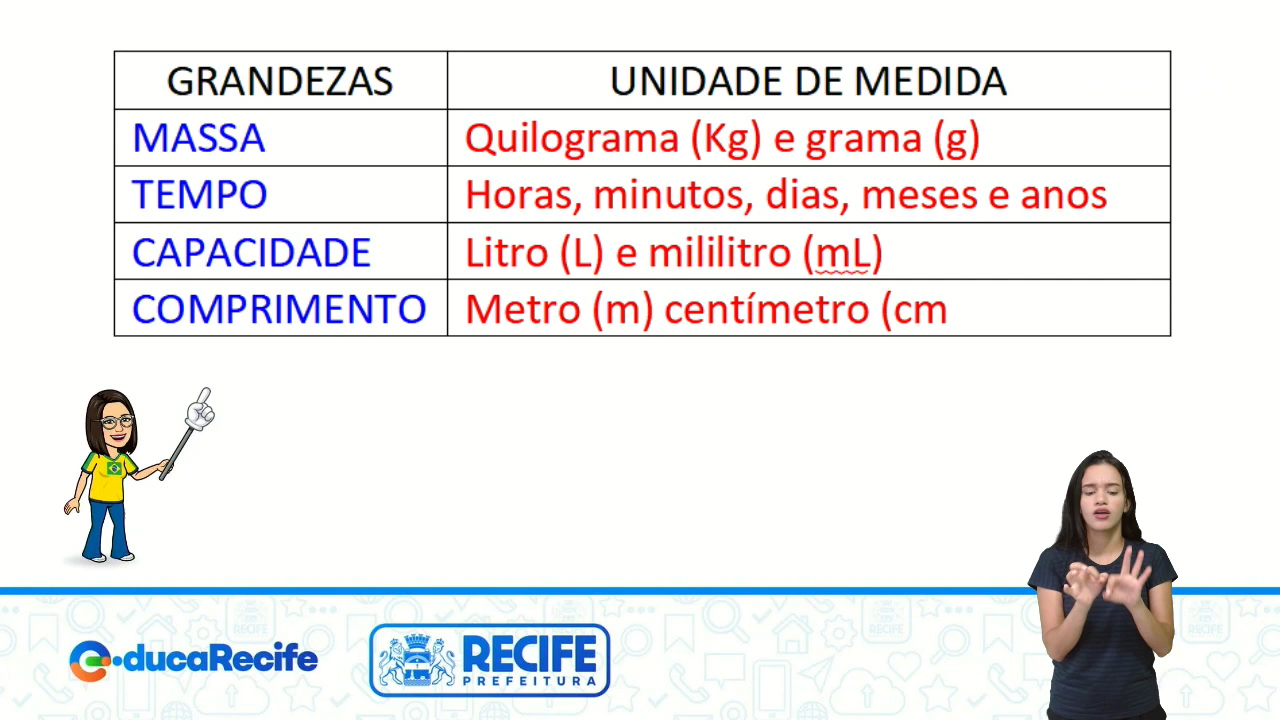 GRANDEZAS UNIDADE DE MEDIDA
MASSA Quilograma (Kg) e grama (g)
TEMPO Horas, minutos, dias, meses e anos
CAPACIDADE Litro (L) e mililitro (mL)
COMPRIMENTO Metro (m) centímetro (cm
ducaRecife
RECIFE
PREFEITURA